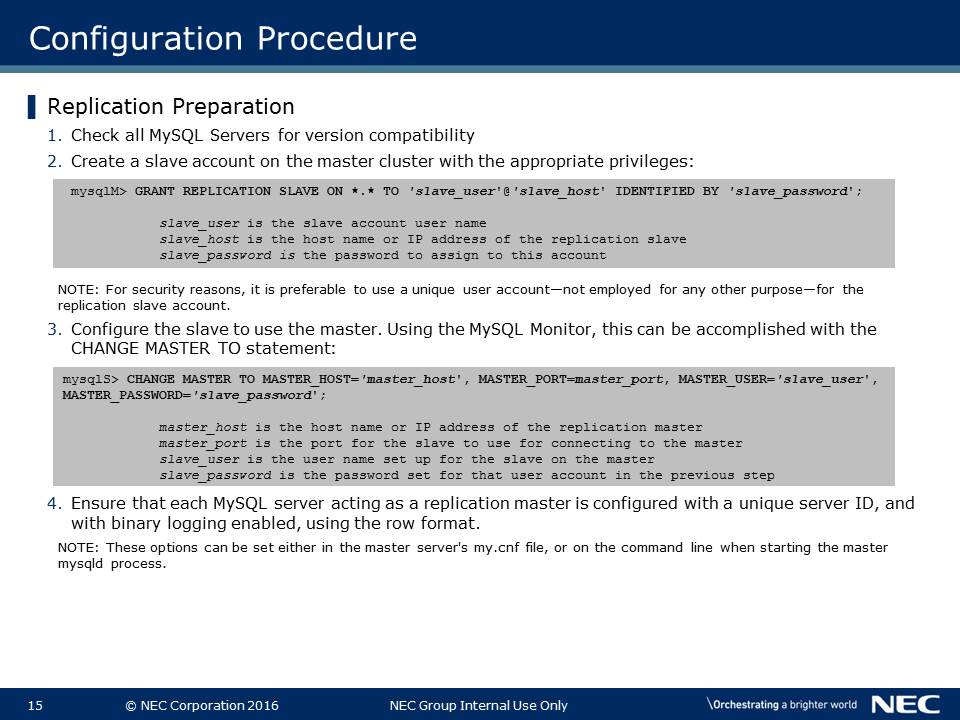 Configuration Procedure
Replication Preparation
1. Check all MySQL Servers for version compatibility
2. Create a slave account on the master cluster with the appropriate privileges:
mysqlM> GRANT REPLICATION SLAVE ON *.* TO 'slave_user'@'slave_host' IDENTIFIED BY 'slave_password';
slave_user is the slave account user name
slave_host is the host name or IP address of the replication slave
slave_password is the password to assign to this account
NOTE: For security reasons, it is preferable to use a unique user account—not employed for any other purpose—for the
replication slave account.
3. Configure the slave to use the master. Using the MySQL Monitor, this can be accomplished with the
CHANGE MASTER TO statement:
mysqlS> CHANGE MASTER TO MASTER_HOST='master_host', MASTER_PORT=master_port, MASTER_USER='slave_user',
MASTER_PASSWORD='slave_password';
master_host is the host name or IP address of the replication master
master_port is the port for the slave to use for connecting to the master
slave_user is the user name set up for the slave on the master
slave_password is the password set for that user account in the previous step
4. Ensure that each MySQL server acting as a replication master is configured with a unique server ID, and
with binary logging enabled, using the row format.
NOTE: These options can be set either in the master server's my.cnf file, or on the command line when starting the master
mysqld process.
15 © NEC Corporation 2016 NEC Group Internal Use Only \Orchestrating a brighter world NEC